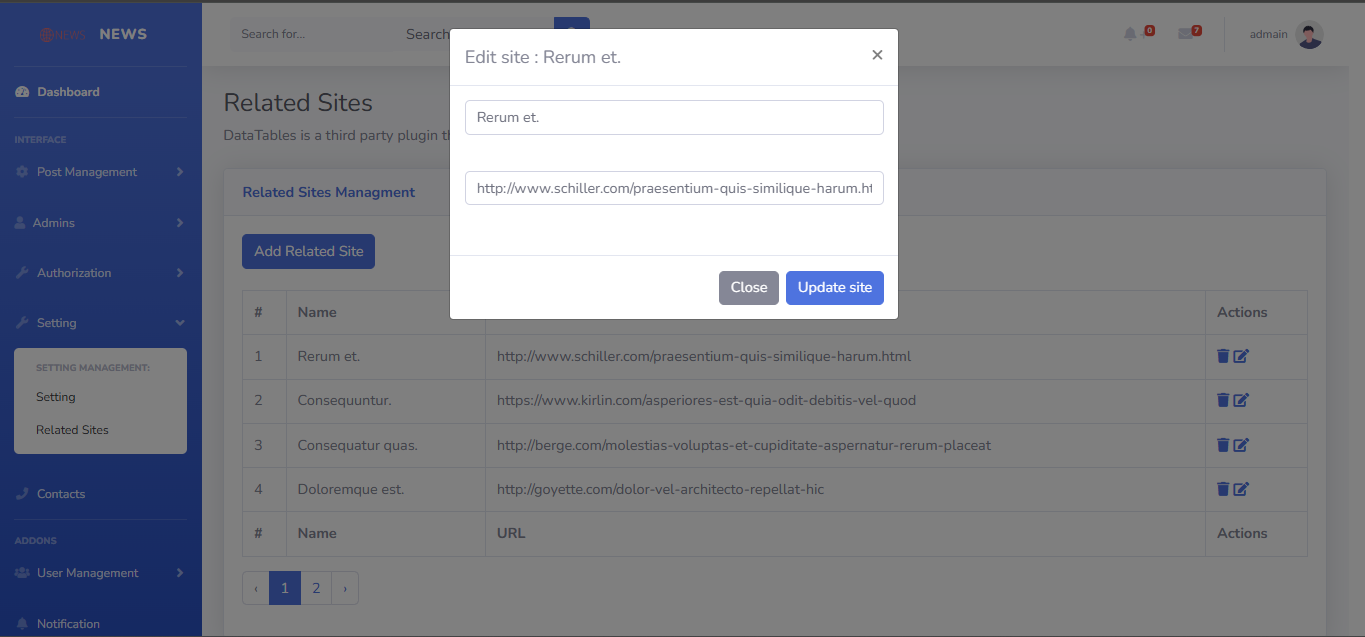 NEWS NEWS
Dashboard
INTERFACE
Post Management
Admins
Authorization
Setting
SETTING MANAGEMENT:
Setting
Related Sites
Contacts
ADDONS
User Management
Notification
Search for...
Search
0
7
admain
Related Sites
DataTables is a third party plugin
Related Sites Managment
Add Related Site
# Name Actions
1 Rerum et. http://www.schiller.com/praesentium-quis-similique-harum.html
2 Consequuntur. https://www.kirlin.com/asperiores-est-quia-odit-debitis-vel-quod
3 Consequatur quas. http://berge.com/molestias-voluptas-et-cupiditate-aspernatur-rerum-placeat
4 Doloremque est. http://goyette.com/dolor-vel-architecto-repellat-hic
# Name URL Actions
‹ 1 2 ›
Edit site : Rerum et. ×
Rerum et.
http://www.schiller.com/praesentium-quis-similique-harum.ht
Close Update site